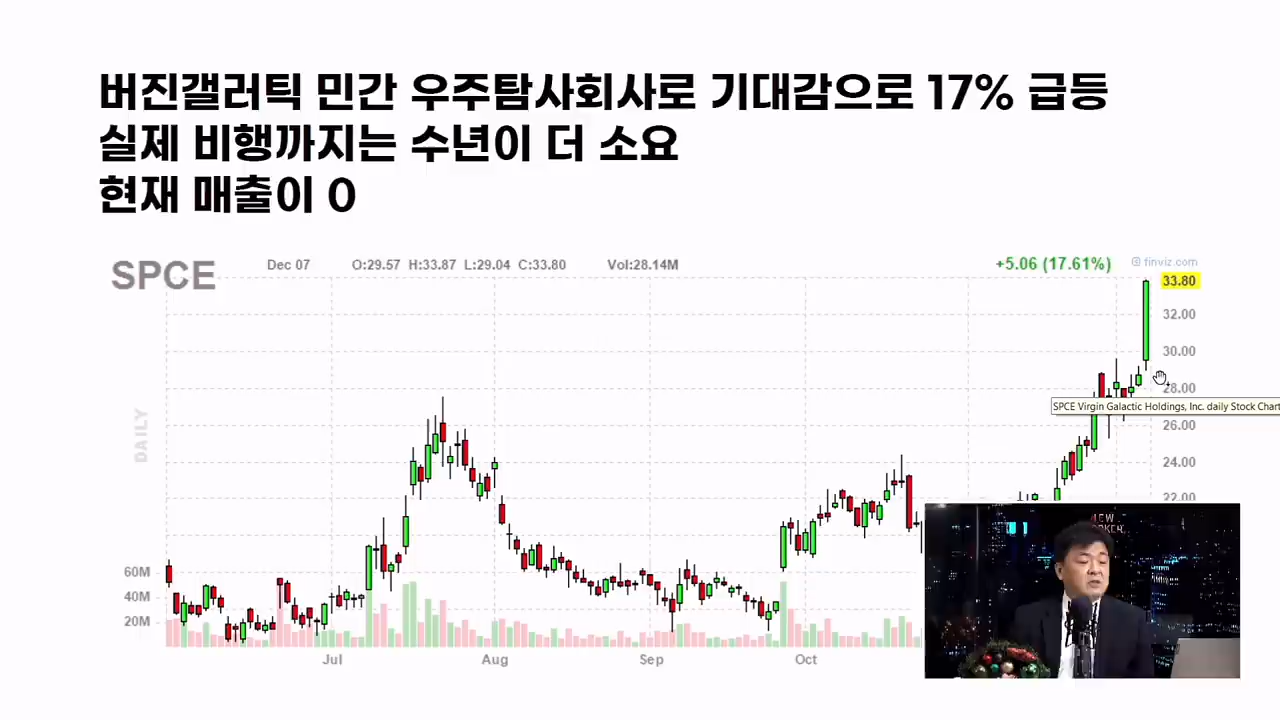 버진갤러틱 민간 우주탐사회사로 기대감으로 17% 급등
실제 비행까지는 수년이 더 소요
현재 매출이 0
SPCE Dec 07 O:29.57 H:33.87 L:29.04 C:33.80 Vol:28.14M +5.06 (17.61%) © finviz.com
33.80
32.00
30.00
28.00
SPCE Virgin Galactic Holdings, Inc. daily Stock Chart
26.00
24.00
22.00
DAILY
60M
40M
20M
Jul Aug Sep Oct